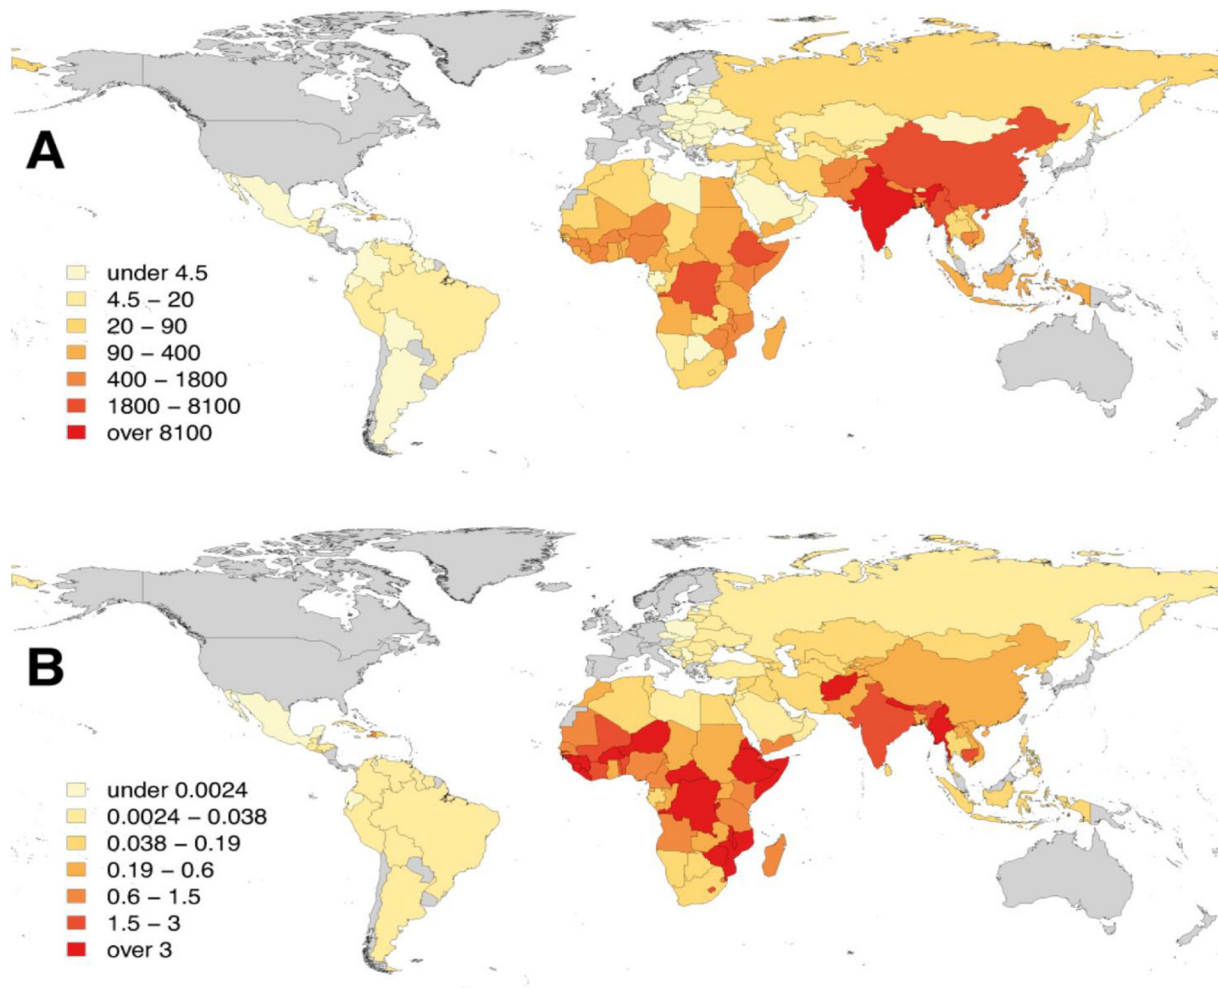 A
under 4.5
4.5 – 20
20 – 90
90 – 400
400 – 1800
1800 – 8100
over 8100
B
under 0.0024
0.0024 – 0.038
0.038 – 0.19
0.19 – 0.6
0.6 – 1.5
1.5 – 3
over 3